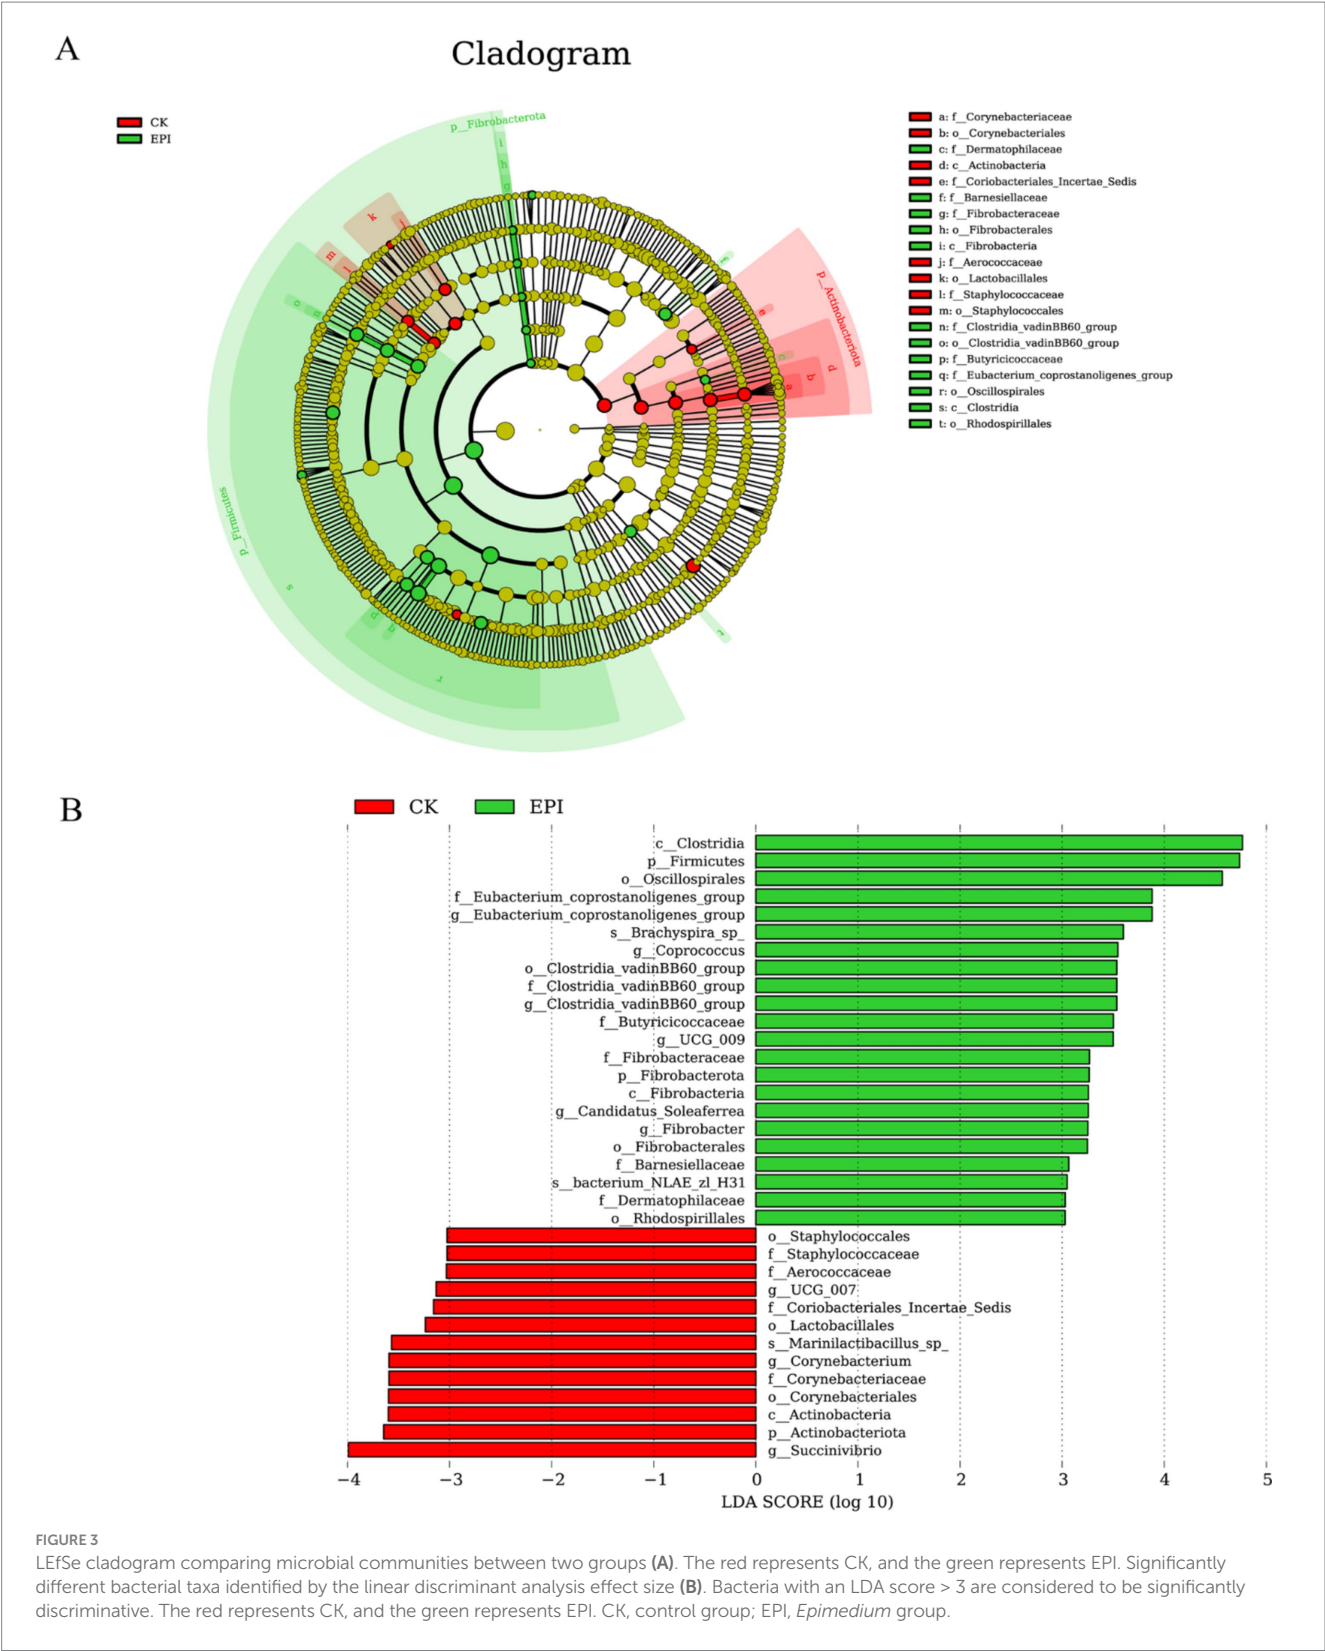 A
Cladogram
CK
EPI
p__Fibrobacterota
i
h
g
k
j
m
l
o
n
p__Actinobacteriota
e
c
d
b
a
p__Firmicutes
s
p
q
r
a: f__Corynebacteriaceae
b: o__Corynebacteriales
c: f__Dermatophilaceae
d: c__Actinobacteria
e: f__Coriobacteriales_Incertae_Sedis
f: f__Barnesiellaceae
g: f__Fibrobacteraceae
h: o__Fibrobacterales
i: c__Fibrobacteria
j: f__Aerococcaceae
k: o__Lactobacillales
l: f__Staphylococcaceae
m: o__Staphylococcales
n: f__Clostridia_vadinBB60_group
o: o__Clostridia_vadinBB60_group
p: f__Butyricicoccaceae
q: f__Eubacterium_coprostanoligenes_group
r: o__Oscillospirales
s: c__Clostridia
t: o__Rhodospirillales
B
CK EPI
c__Clostridia
p__Firmicutes
o__Oscillospirales
f__Eubacterium_coprostanoligenes_group
g__Eubacterium_coprostanoligenes_group
s__Brachyspira_sp_
g__Coprococcus
o__Clostridia_vadinBB60_group
f__Clostridia_vadinBB60_group
g__Clostridia_vadinBB60_group
f__Butyricicoccaceae
g__UCG_009
f__Fibrobacteraceae
p__Fibrobacterota
c__Fibrobacteria
g__Candidatus_Soleaferrea
g__Fibrobacter
o__Fibrobacterales
f__Barnesiellaceae
s__bacterium_NLAE_zl_H31
f__Dermatophilaceae
o__Rhodospirillales
o__Staphylococcales
f__Staphylococcaceae
f__Aerococcaceae
g__UCG_007
f__Coriobacteriales_Incertae_Sedis
o__Lactobacillales
s__Marinilactibacillus_sp_
g__Corynebacterium
f__Corynebacteriaceae
o__Corynebacteriales
c__Actinobacteria
p__Actinobacteriota
g__Succinivibrio
−4 −3 −2 −1 0 1 2 3 4 5
LDA SCORE (log 10)
FIGURE 3
LEfSe cladogram comparing microbial communities between two groups (A). The red represents CK, and the green represents EPI. Significantly
different bacterial taxa identified by the linear discriminant analysis effect size (B). Bacteria with an LDA score > 3 are considered to be significantly
discriminative. The red represents CK, and the green represents EPI. CK, control group; EPI, Epimedium group.